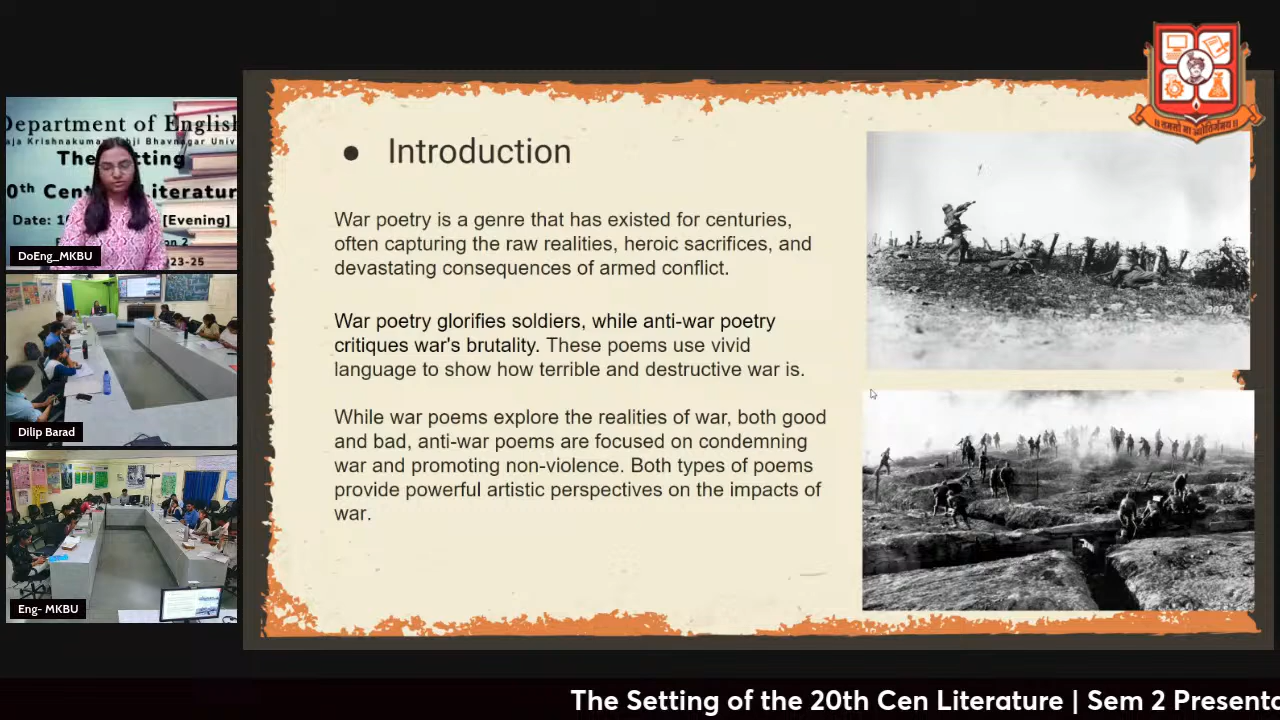 Department of English
The Setting
Date:
[Evening]
23-25
DoEng_MKBU
Dilip Barad
Eng- MKBU
● Introduction
War poetry is a genre that has existed for centuries,
often capturing the raw realities, heroic sacrifices, and
devastating consequences of armed conflict.
War poetry glorifies soldiers, while anti-war poetry
critiques war's brutality. These poems use vivid
language to show how terrible and destructive war is.
While war poems explore the realities of war, both good
and bad, anti-war poems are focused on condemning
war and promoting non-violence. Both types of poems
provide powerful artistic perspectives on the impacts of
war.
॥ तमसो मा ज्योतिर्गमय ॥
The Setting of the 20th Cen Literature | Sem 2 Presento